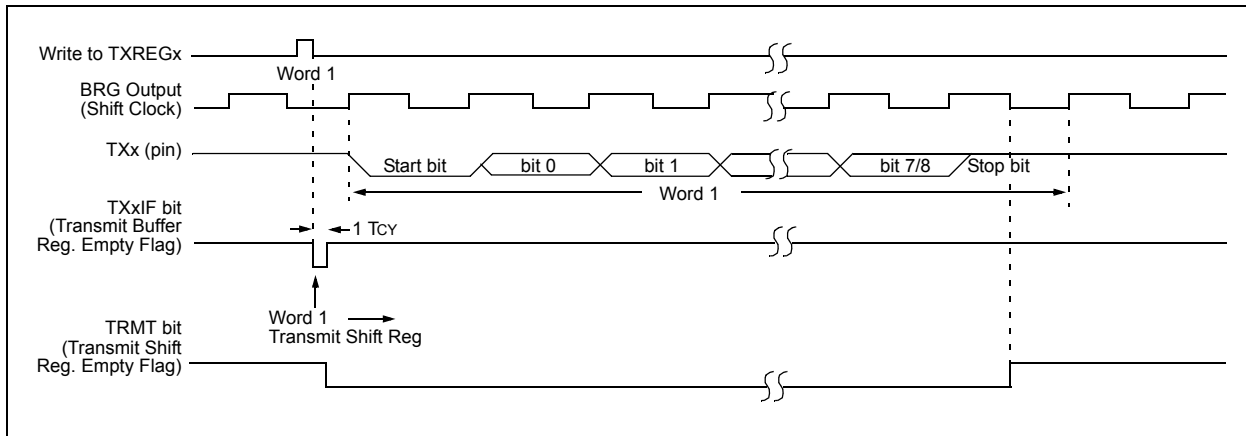 Write to TXREGx
Word 1
BRG Output
(Shift Clock)
TXx (pin)
Start bit
bit 0
bit 1
bit 7/8
Stop bit
Word 1
TXxIF bit
(Transmit Buffer
Reg. Empty Flag)
1 TCY
Word 1
Transmit Shift Reg
TRMT bit
(Transmit Shift
Reg. Empty Flag)